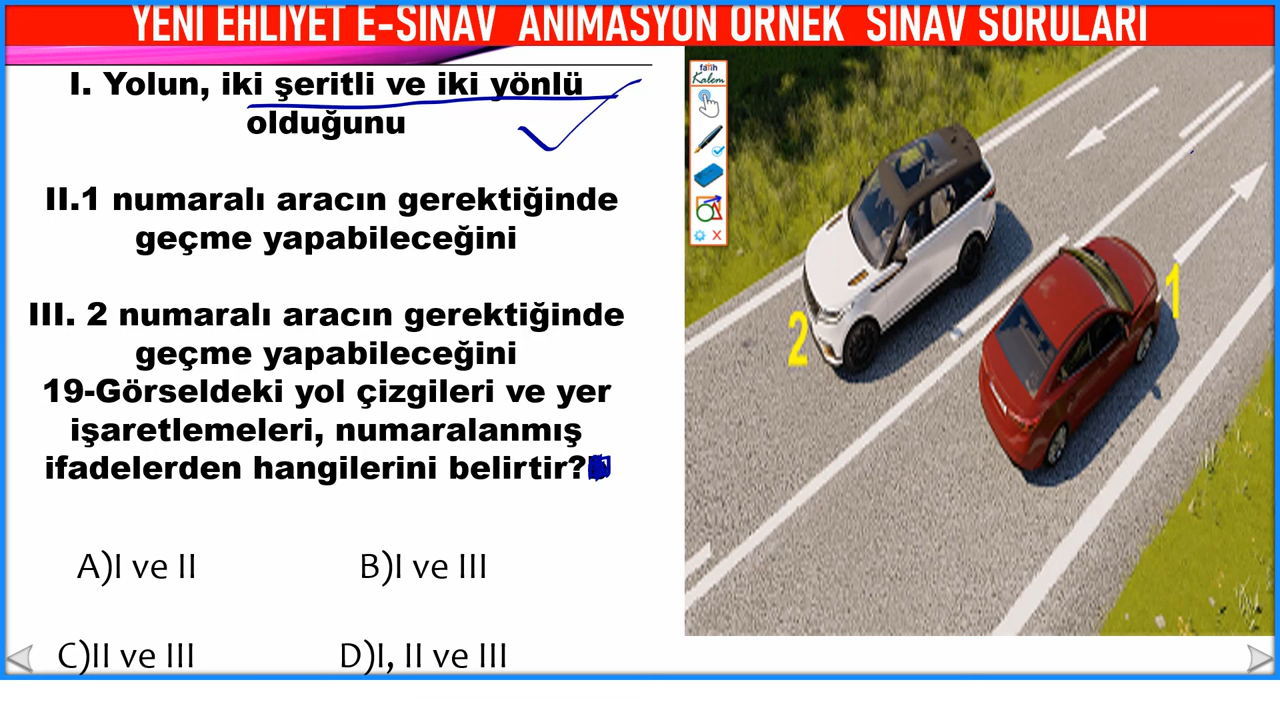 YENİ EHLİYET E-SINAV ANİMASYON ÖRNEK SINAV SORULARI
I. Yolun, iki şeritli ve iki yönlü
olduğunu
II.1 numaralı aracın gerektiğinde
geçme yapabileceğini
III. 2 numaralı aracın gerektiğinde
geçme yapabileceğini
19-Görseldeki yol çizgileri ve yer
işaretlemeleri, numaralanmış
ifadelerden hangilerini belirtir?
A)I ve II
B)I ve III
C)II ve III
D)I, II ve III
fatih
Kalem
1
2